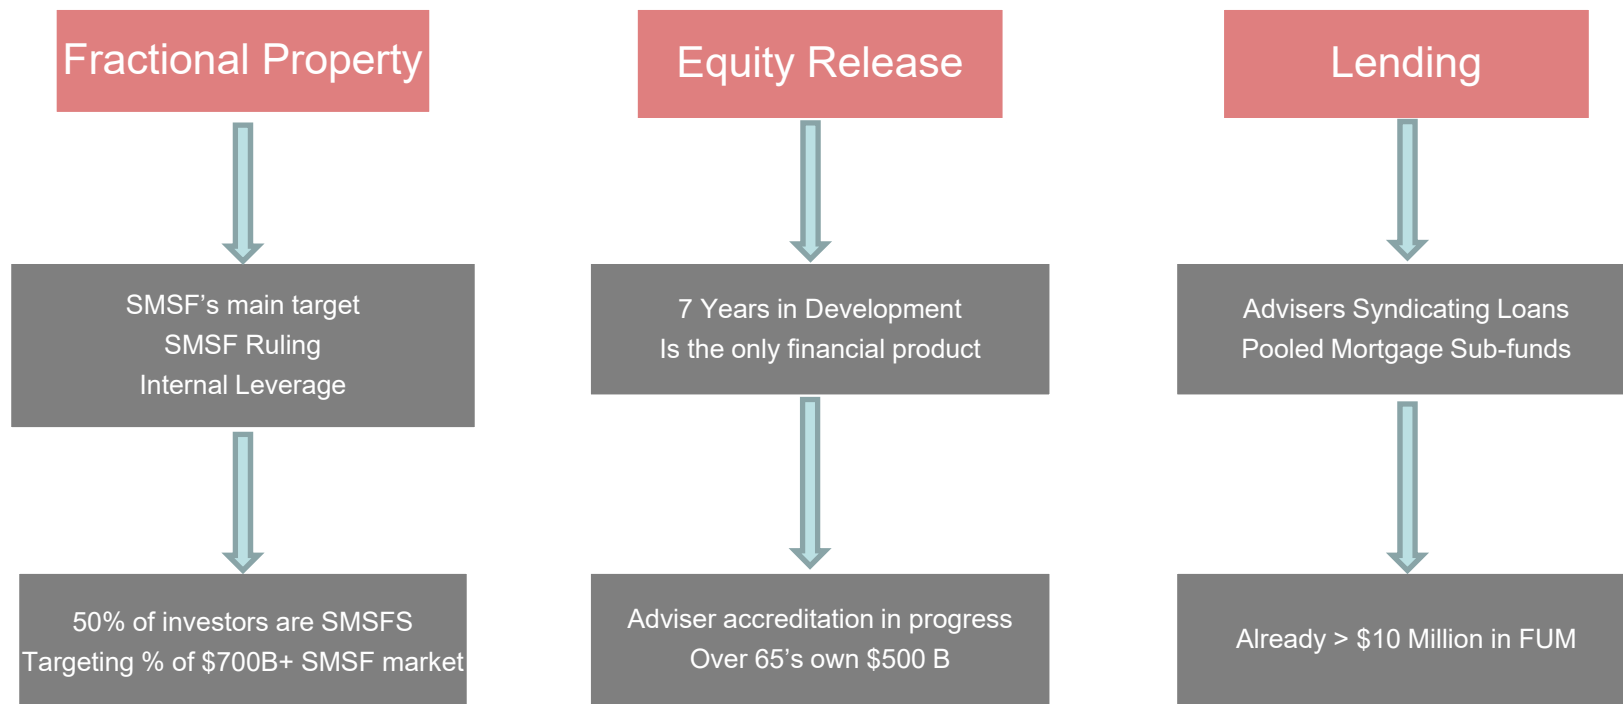 Fractional Property
SMSF's main target
SMSF Ruling
Internal Leverage
50% of investors are SMSFS
Targeting % of $700B+ SMSF market
Equity Release
7 Years in Development
Is the only financial product
Adviser accreditation in progress
Over 65's own $500 B
Lending
Advisers Syndicating Loans
Pooled Mortgage Sub-funds
Already > $10 Million in FUM